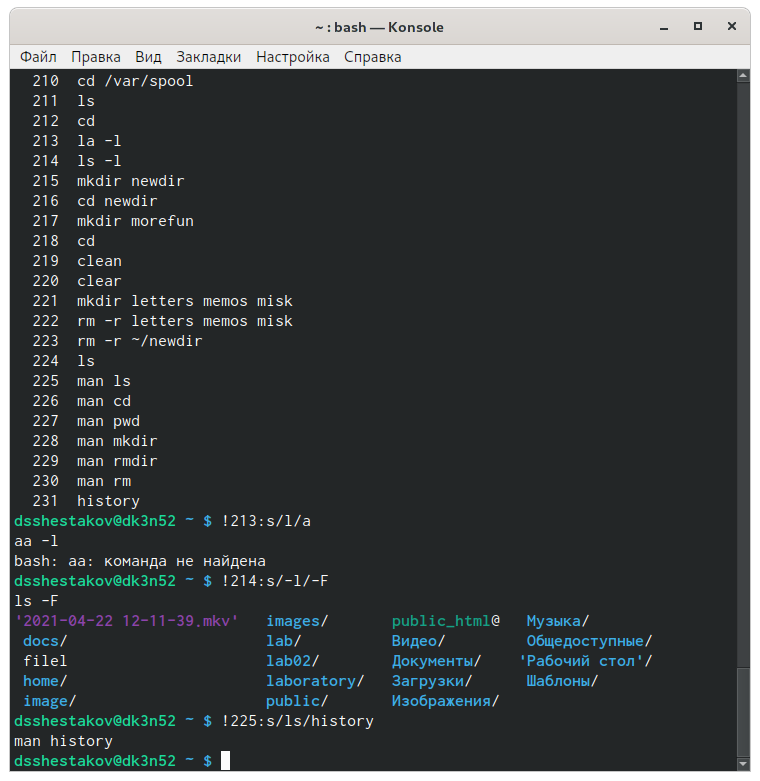 ~ : bash — Konsole
Файл Правка Вид Закладки Настройка Справка
210 cd /var/spool
211 ls
212 cd
213 la -l
214 ls -l
215 mkdir newdir
216 cd newdir
217 mkdir morefun
218 cd
219 clean
220 clear
221 mkdir letters memos misk
222 rm -r letters memos misk
223 rm -r ~/newdir
224 ls
225 man ls
226 man cd
227 man pwd
228 man mkdir
229 man rmdir
230 man rm
231 history
dsshestakov@dk3n52 ~ $ !213:s/l/a
aa -l
bash: aa: команда не найдена
dsshestakov@dk3n52 ~ $ !214:s/-l/-F
ls -F
'2021-04-22 12-11-39.mkv' images/ public_html@ Музыка/
docs/ lab/ Видео/ Общедоступные/
filel lab02/ Документы/ 'Рабочий стол'/
home/ laboratory/ Загрузки/ Шаблоны/
image/ public/ Изображения/
dsshestakov@dk3n52 ~ $ !225:s/ls/history
man history
dsshestakov@dk3n52 ~ $